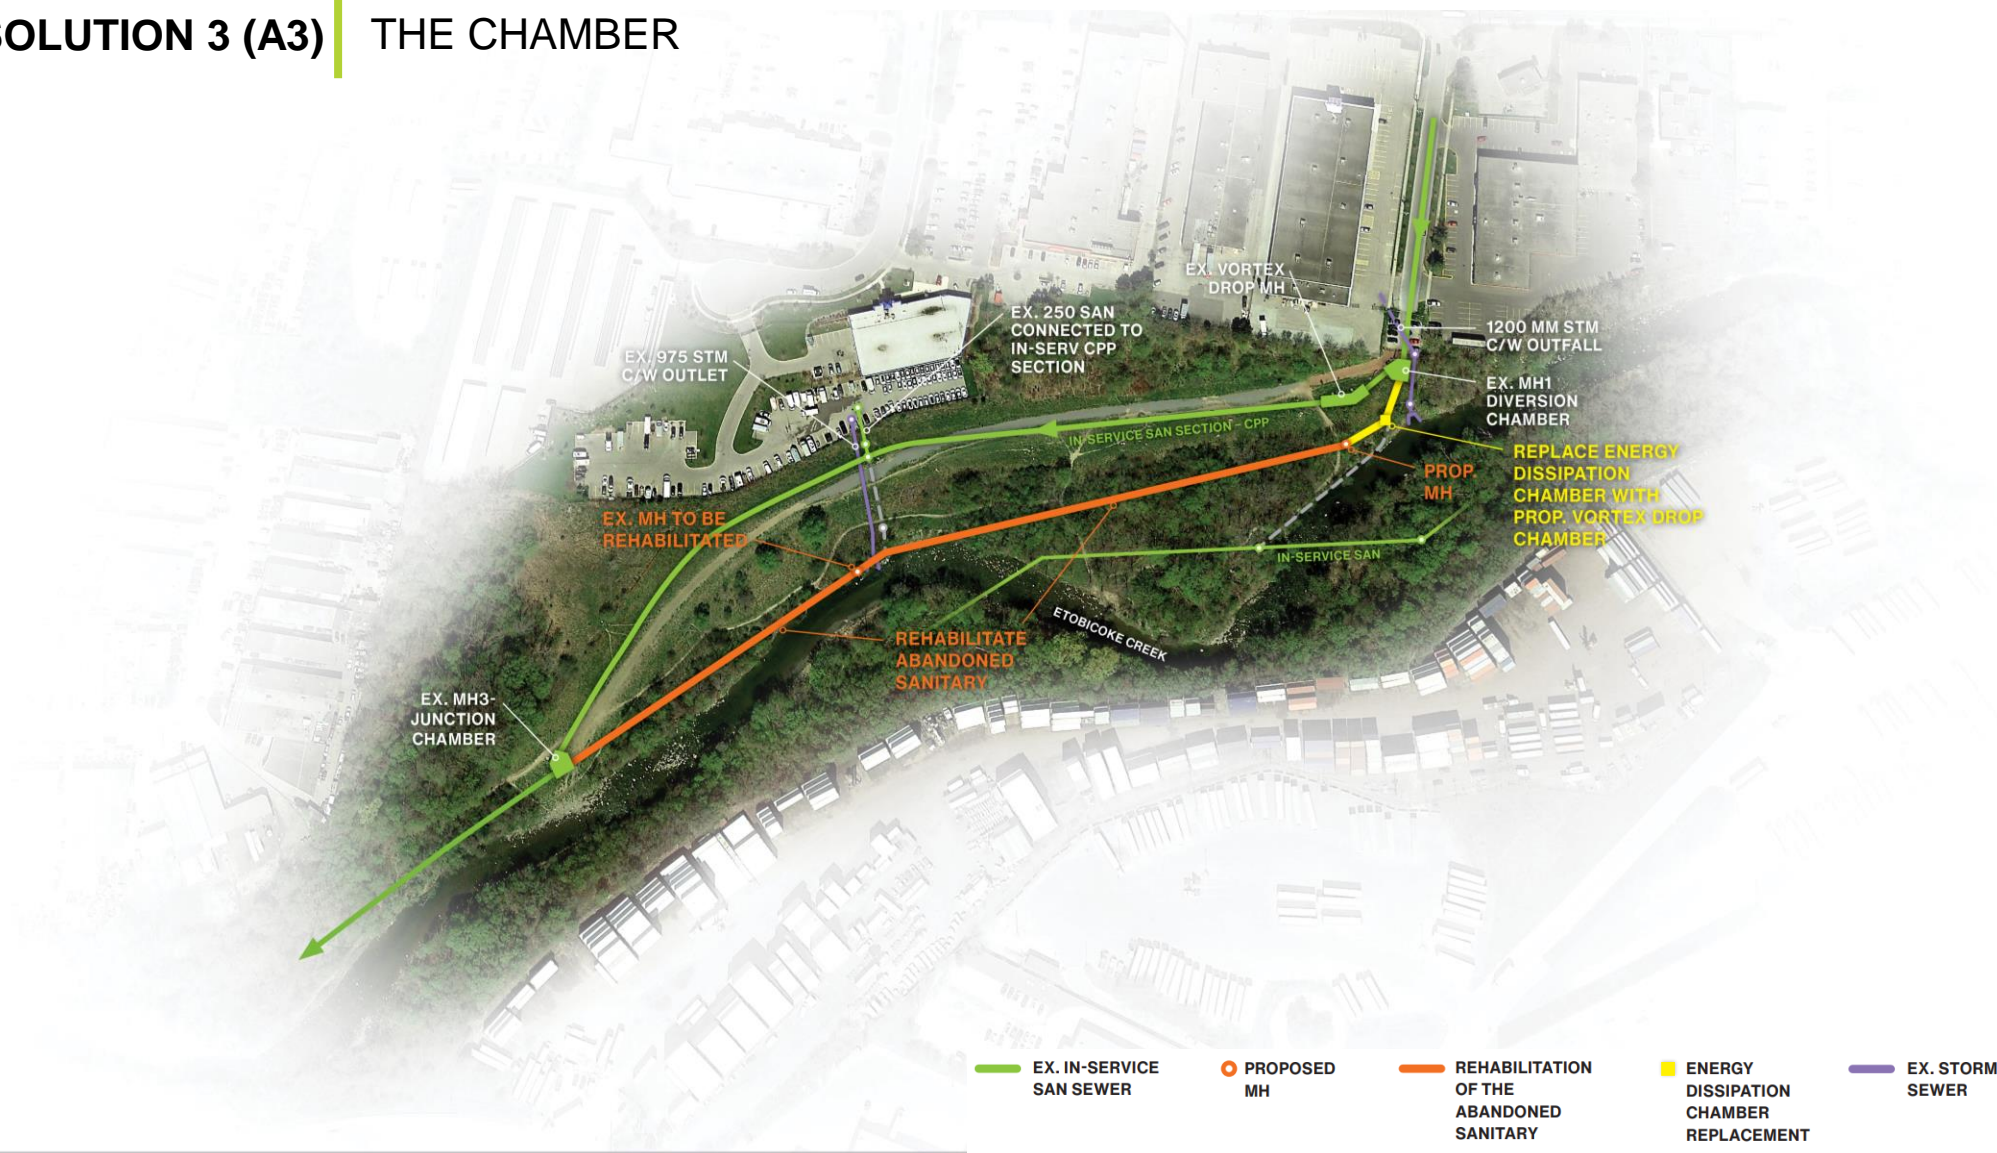 SOLUTION 3 (A3)
THE CHAMBER
EX. VORTEX
DROP MH
EX. 250 SAN
CONNECTED TO
IN-SERV CPP
SECTION
1200 MM STM
C/W OUTFALL
EX. 975 STM
C/W OUTLET
EX. MH1
DIVERSION
CHAMBER
IN-SERVICE SAN SECTION - CPP
REPLACE ENERGY
DISSIPATION
CHAMBER WITH
PROP. VORTEX DROP
CHAMBER
PROP.
MH
EX. MH TO BE
REHABILITATED
IN-SERVICE SAN
ETOBICOKE CREEK
REHABILITATE
ABANDONED
SANITARY
EX. MH3-
JUNCTION
CHAMBER
EX. IN-SERVICE
SAN SEWER
PROPOSED
MH
REHABILITATION
OF THE
ABANDONED
SANITARY
ENERGY
DISSIPATION
CHAMBER
REPLACEMENT
EX. STORM
SEWER